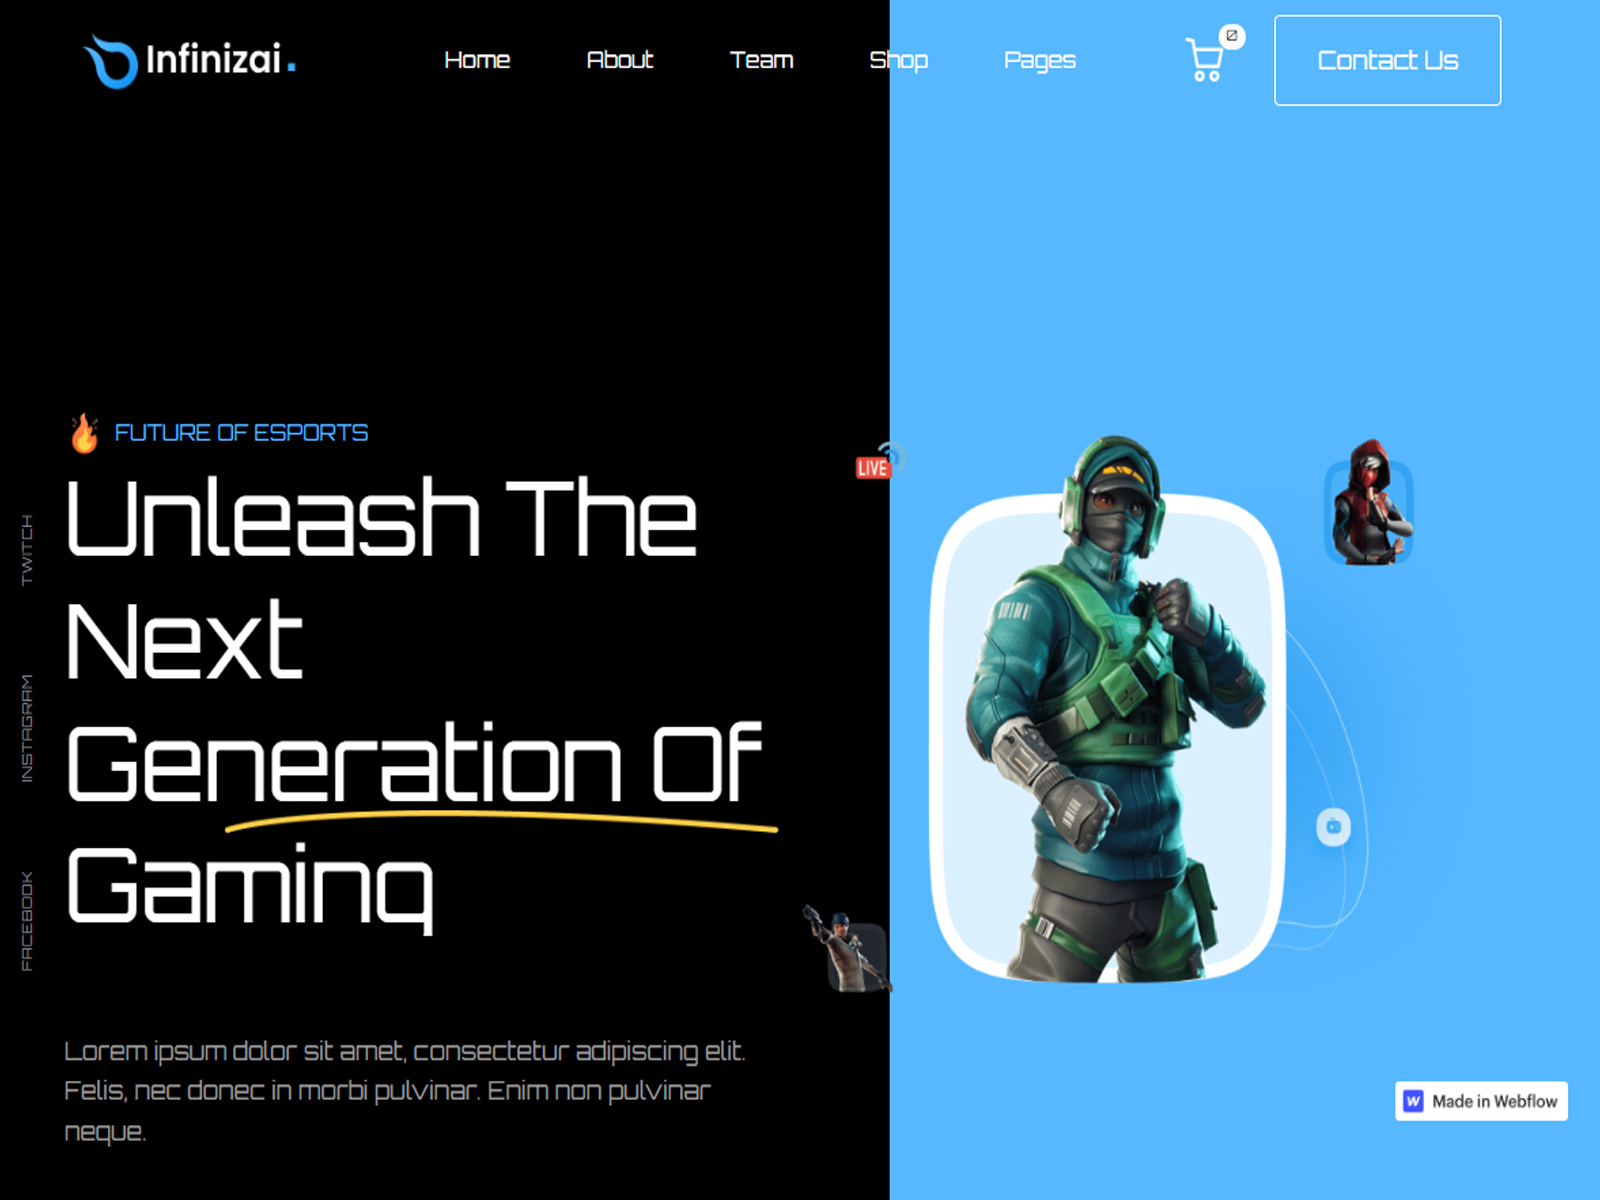 Infinizai.
Home
About
Team
Shop
Pages
0
Contact Us
FUTURE OF ESPORTS
LIVE
Unleash The
Next
Generation Of
Gaming
TWITCH
INSTAGRAM
FACEBOOK
Lorem ipsum dolor sit amet, consectetur adipiscing elit.
Felis, nec donec in morbi pulvinar. Enim non pulvinar
neque.
W Made in Webflow